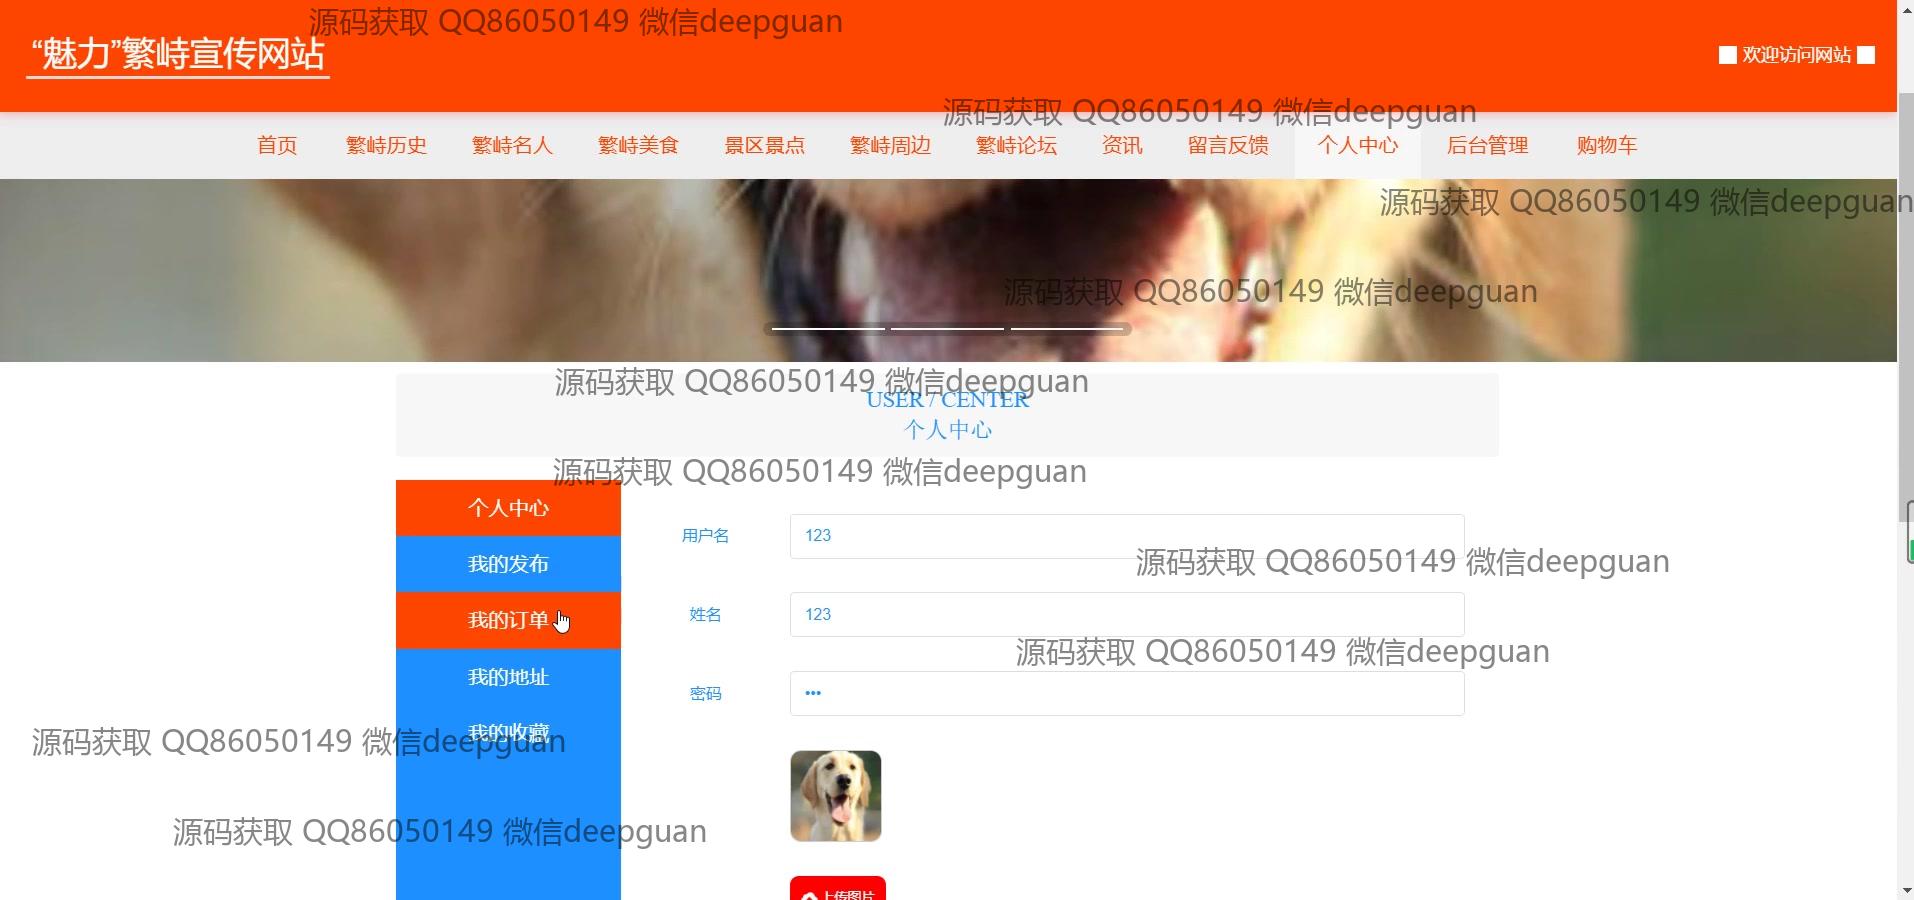 源码获取 QQ86050149 微信deepguan
“魅力”繁峙宣传网站
欢迎访问网站
源码获取 QQ86050149 微信deepguan
首页 繁峙历史 繁峙名人 繁峙美食 景区景点 繁峙周边 繁峙论坛 资讯 留言反馈 个人中心 后台管理 购物车
源码获取 QQ86050149 微信deepguan
源码获取 QQ86050149 微信deepguan
源码获取 QQ86050149 微信deepguan
USER / CENTER
个人中心
源码获取 QQ86050149 微信deepguan
个人中心
用户名 123
我的发布
源码获取 QQ86050149 微信deepguan
我的订单
姓名 123
源码获取 QQ86050149 微信deepguan
我的地址
密码 •••
我的收藏
源码获取 QQ86050149 微信deepguan
源码获取 QQ86050149 微信deepguan
上传图片